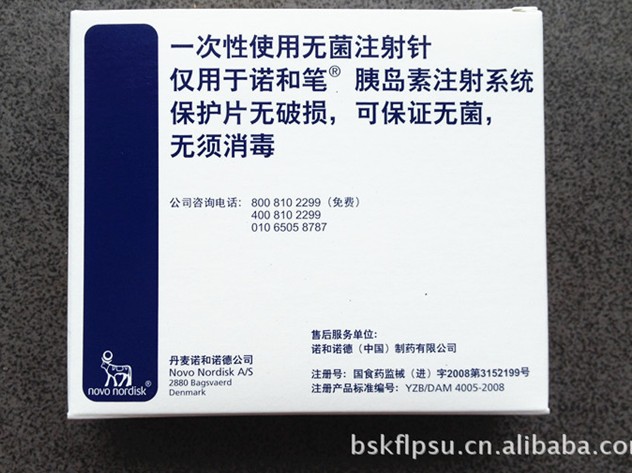 一次性使用无菌注射针
仅用于诺和笔® 胰岛素注射系统
保护片无破损，可保证无菌，
无须消毒
公司咨询电话： 800 810 2299（免费）
400 810 2299
010 6505 8787
售后服务单位：
诺和诺德（中国）制药有限公司
丹麦诺和诺德公司
Novo Nordisk A/S
2880 Bagsvaerd
Denmark
注册号：国食药监械（进）字2008第3152199号
注册产品标准编号：YZB/DAM 4005-2008
novo nordisk®
bskflpsu.cn.alibaba.co